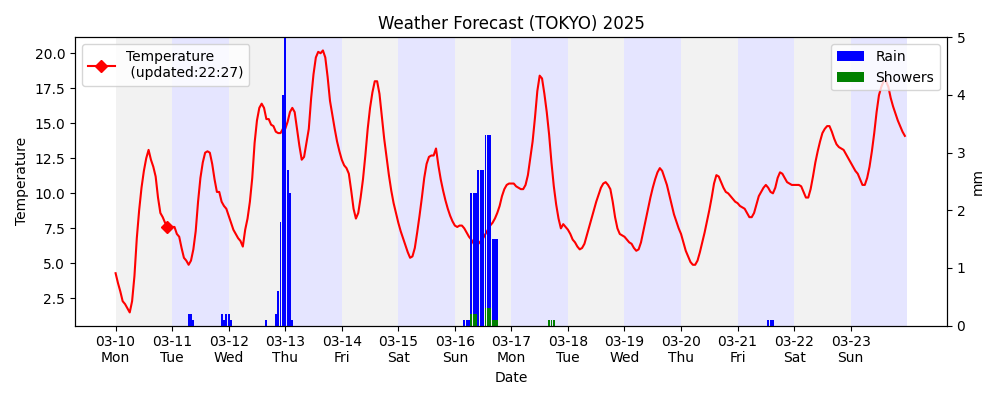 Weather Forecast (TOKYO) 2025
Temperature
(updated:22:27)
Rain
Showers
Temperature
20.0
17.5
15.0
12.5
10.0
7.5
5.0
2.5
5
4
3
2
1
0
mm
03-10 03-11 03-12 03-13 03-14 03-15 03-16 03-17 03-18 03-19 03-20 03-21 03-22 03-23
Mon Tue Wed Thu Fri Sat Sun Mon Tue Wed Thu Fri Sat Sun
Date